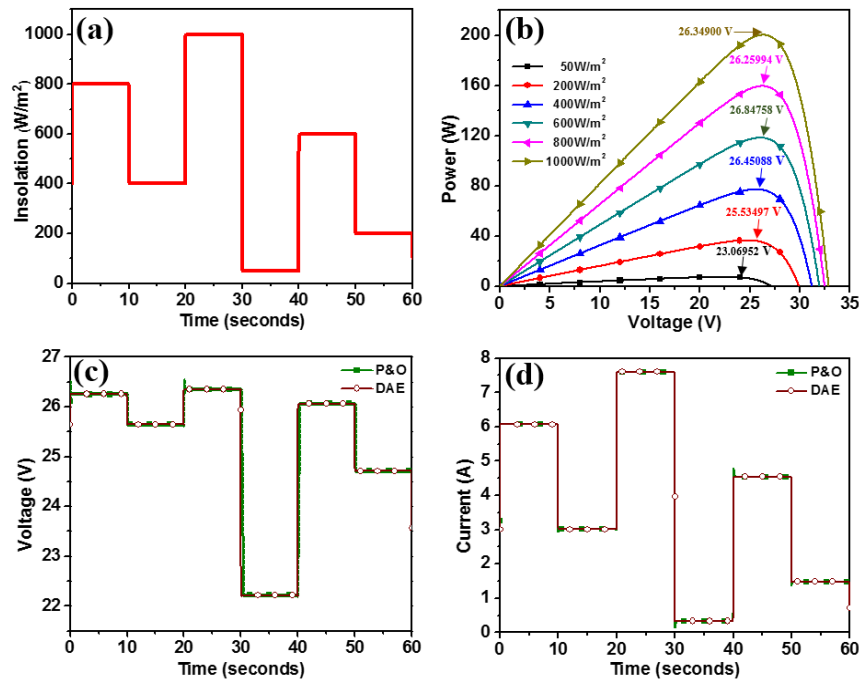 (a)
Insolation (W/m²)
1000
800
600
400
200
0
0 10 20 30 40 50 60
Time (seconds)
(b)
Power (W)
200
160
120
80
40
0
50W/m²
200W/m²
400W/m²
600W/m²
800W/m²
1000W/m²
26.34900 V
26.25994 V
26.84758 V
26.45088 V
25.53497 V
23.06952 V
0 5 10 15 20 25 30 35
Voltage (V)
(c)
P&O
DAE
Voltage (V)
27
26
25
24
23
22
0 10 20 30 40 50 60
Time (seconds)
(d)
P&O
DAE
Current (A)
8
7
6
5
4
3
2
1
0
0 10 20 30 40 50 60
Time (seconds)